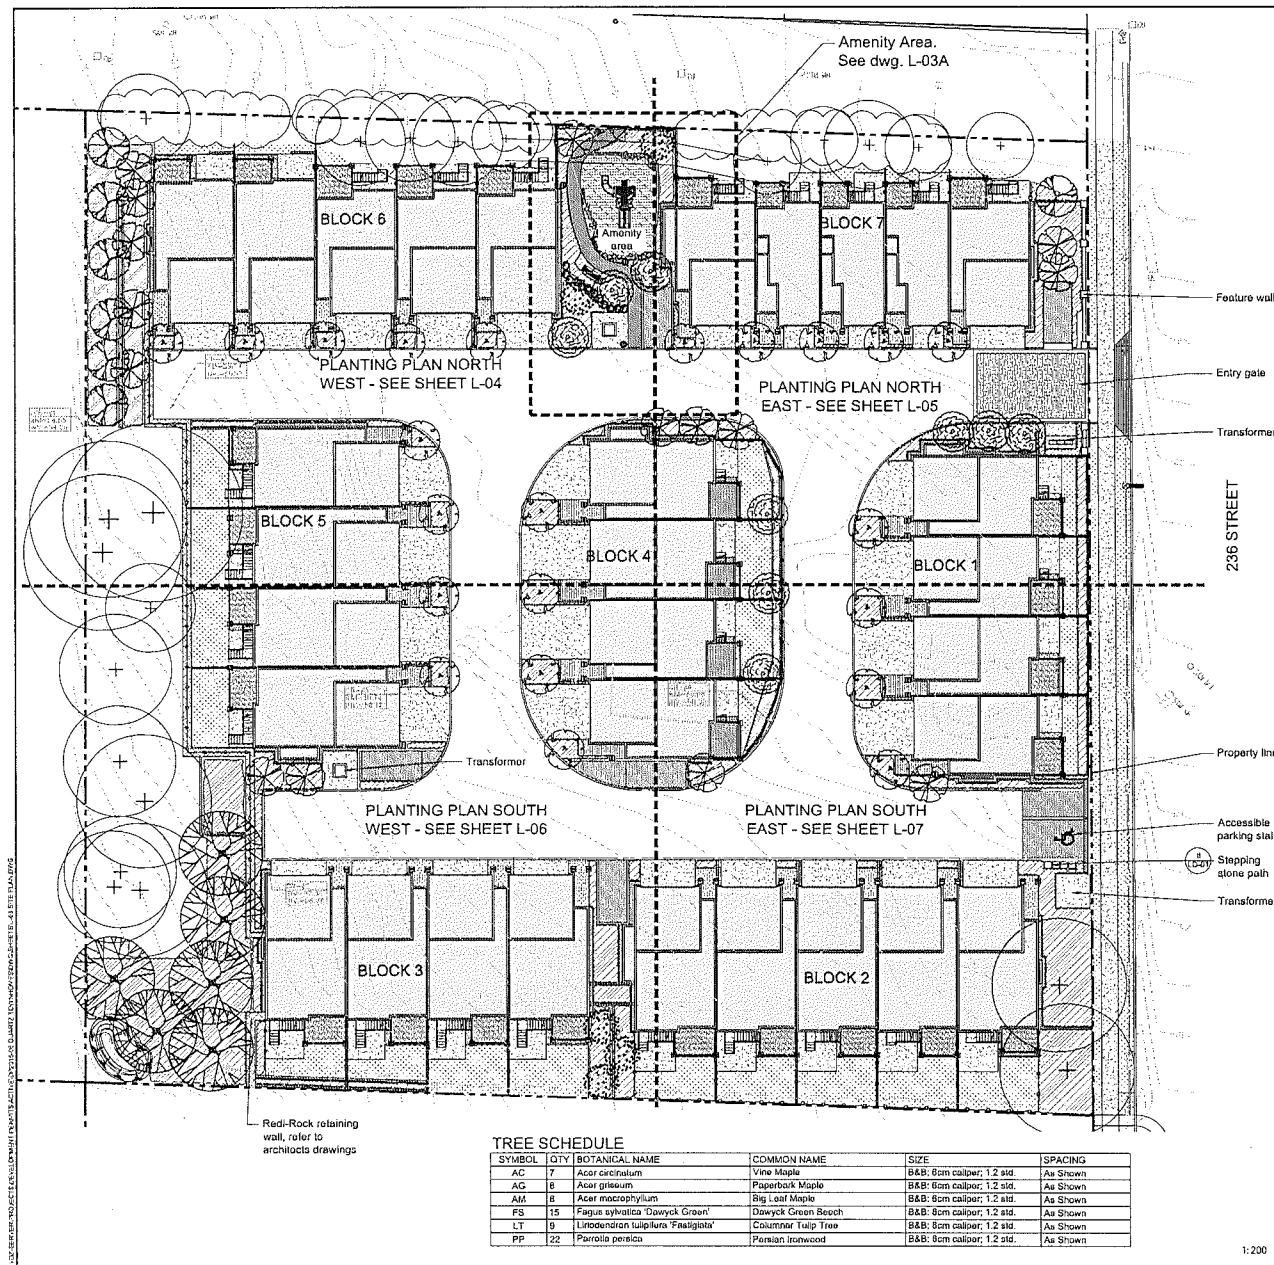 Amenity Area.
See dwg. L-03A
BLOCK 6
BLOCK 7
Amenity
area
Feature wall
PLANTING PLAN NORTH
WEST - SEE SHEET L-04
PLANTING PLAN NORTH
EAST - SEE SHEET L-05
Entry gate
Transformer
BLOCK 5
BLOCK 4
BLOCK 1
236 STREET
Transformer
Property line
PLANTING PLAN SOUTH
WEST - SEE SHEET L-06
PLANTING PLAN SOUTH
EAST - SEE SHEET L-07
Accessible
parking stal
Stepping
stone path
Transforme
BLOCK 3
BLOCK 2
Redi-Rock retaining
wall, refer to
architects drawings
TREE SCHEDULE
SYMBOL QTY BOTANICAL NAME COMMON NAME SIZE SPACING
AC 7 Acer circinatum Vine Maple B&B; 6cm caliper; 1.2 std. As Shown
AG 8 Acer griseum Paperbark Maple B&B; 6cm caliper; 1.2 std. As Shown
AM 8 Acer macrophyllum Big Leaf Maple B&B; 6cm caliper; 1.2 std. As Shown
FS 15 Fagus sylvatica 'Dawyck Green' Dawyck Green Beech B&B; 6cm caliper; 1.2 std. As Shown
LT 9 Liriodendron tulipifera 'Fastigiata' Columnar Tulip Tree B&B; 6cm caliper; 1.2 std. As Shown
PP 22 Parrotia persica Persian Ironwood B&B; 6cm caliper; 1.2 std. As Shown
1:200